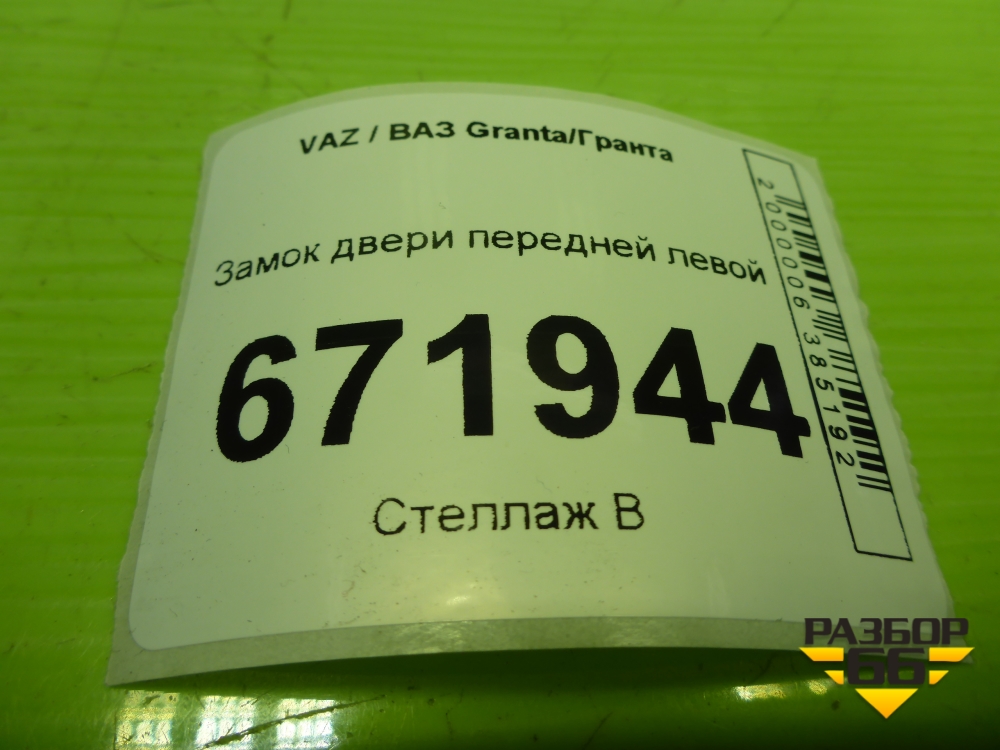 VAZ / ВАЗ Granta/Гранта
Замок двери передней левой
671944
Стеллаж В
2000006385192
РАЗБОР
66